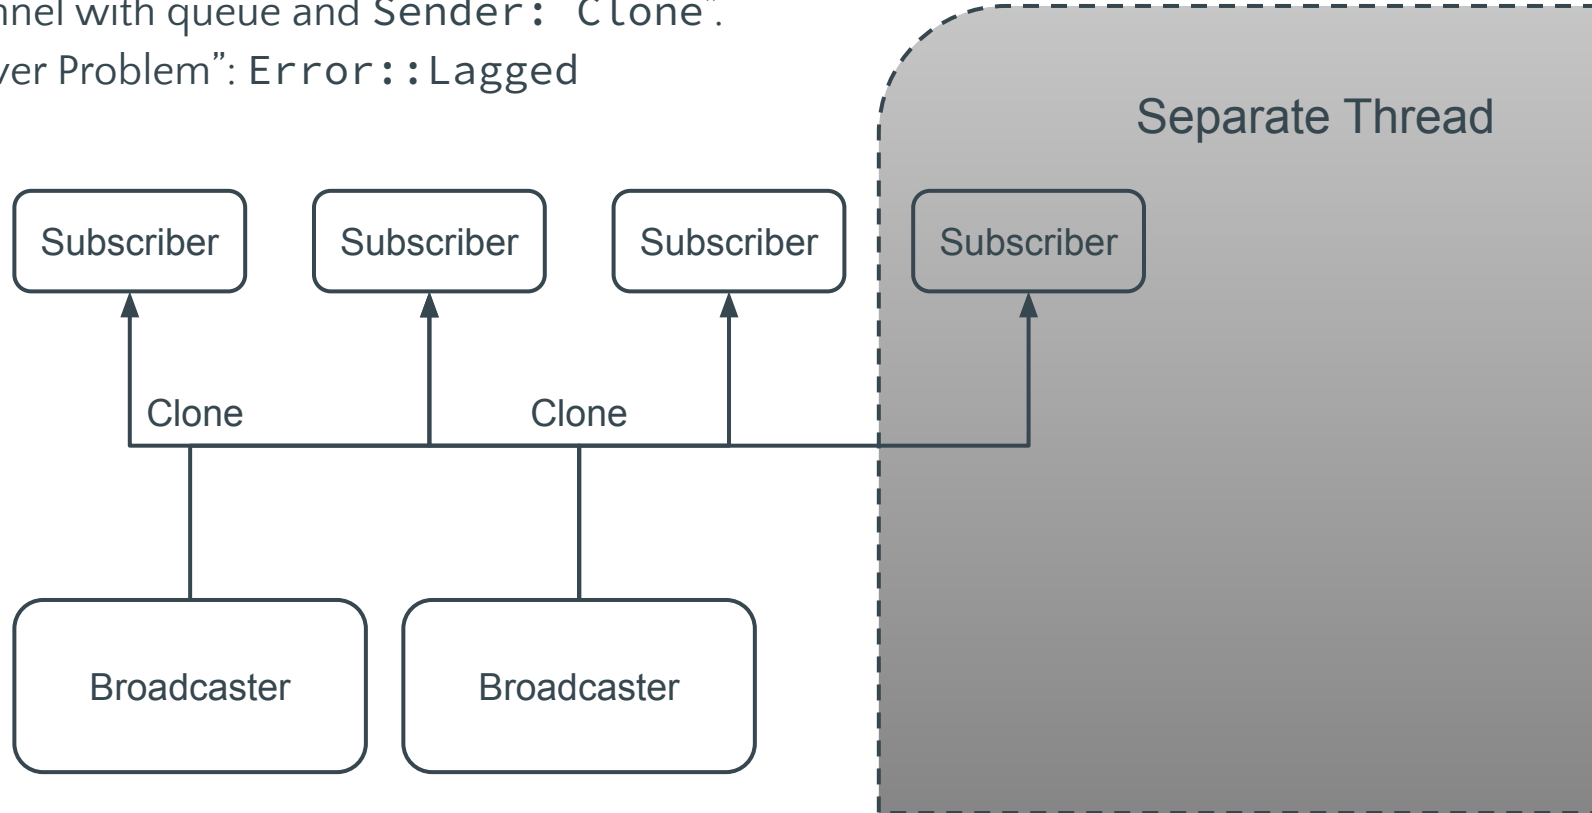 nnel with queue and Sender: Clone”.
ver Problem”: Error::Lagged
Separate Thread
Subscriber
Subscriber
Subscriber
Subscriber
Clone
Clone
Broadcaster
Broadcaster